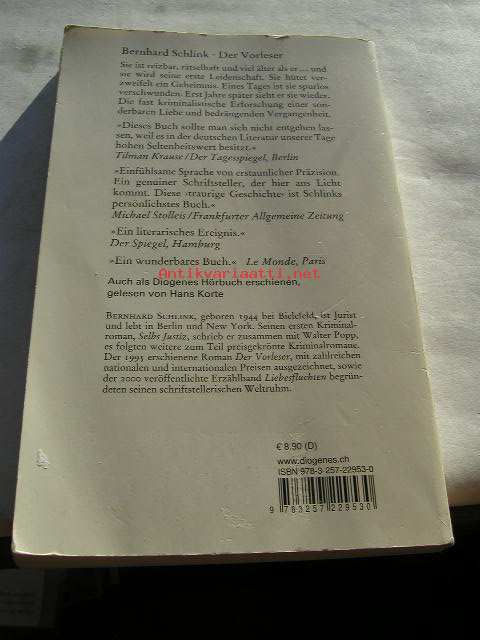 Bernhard Schlink · Der Vorleser
Sie ist reizbar, rätselhaft und viel älter als er ... und
sie wird seine erste Leidenschaft. Sie hütet ver-
zweifelt ein Geheimnis. Eines Tages ist sie spurlos
verschwunden. Erst Jahre später sieht er sie wieder.
Die fast kriminalistische Erforschung einer son-
derbaren Liebe und bedrängenden Vergangenheit.
»Dieses Buch sollte man sich nicht entgehen las-
sen, weil es in der deutschen Literatur unserer Tage
hohen Seltenheitswert besitzt.«
Tilman Krause / Der Tagesspiegel, Berlin
»Einfühlsame Sprache von erstaunlicher Präzision.
Ein genuiner Schriftsteller, der hier ans Licht
kommt. Diese ›traurige Geschichte‹ ist Schlinks
persönlichstes Buch.«
Michael Stolleis / Frankfurter Allgemeine Zeitung
»Ein literarisches Ereignis.«
Der Spiegel, Hamburg
»Ein wunderbares Buch.« Le Monde, Paris
Antikvariaatti.net
Auch als Diogenes Hörbuch erschienen,
gelesen von Hans Korte
BERNHARD SCHLINK, geboren 1944 bei Bielefeld, ist Jurist
und lebt in Berlin und New York. Seinen ersten Kriminal-
roman, Selbs Justiz, schrieb er zusammen mit Walter Popp,
es folgten weitere zum Teil preisgekrönte Kriminalromane.
Der 1995 erschienene Roman Der Vorleser, mit zahlreichen
nationalen und internationalen Preisen ausgezeichnet, sowie
der 2000 veröffentlichte Erzählband Liebesfluchten begrün-
deten seinen schriftstellerischen Weltruhm.
€ 8.90 (D)
www.diogenes.ch
ISBN 978-3-257-22953-0
9 783257 229530